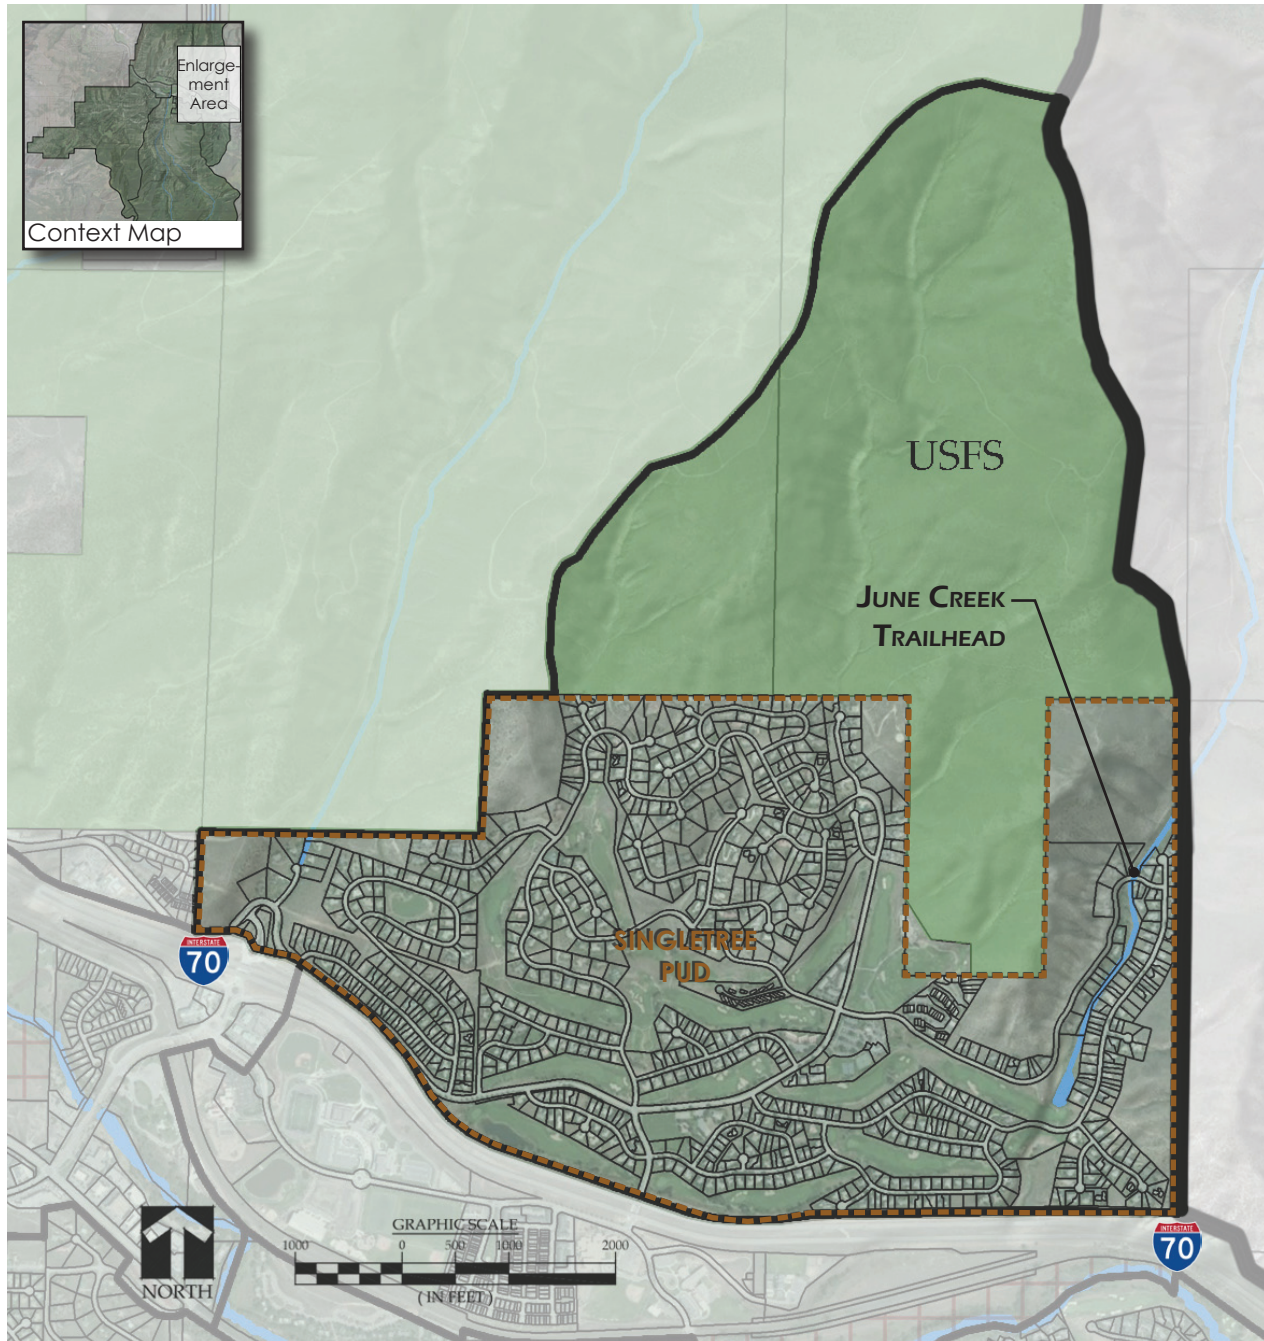 Enlarge-
ment
Area
Context Map
USFS
JUNE CREEK
TRAILHEAD
SINGLETREE
PUD
INTERSTATE
70
INTERSTATE
70
NORTH
GRAPHIC SCALE
1000 0 500 1000 2000
( IN FEET )